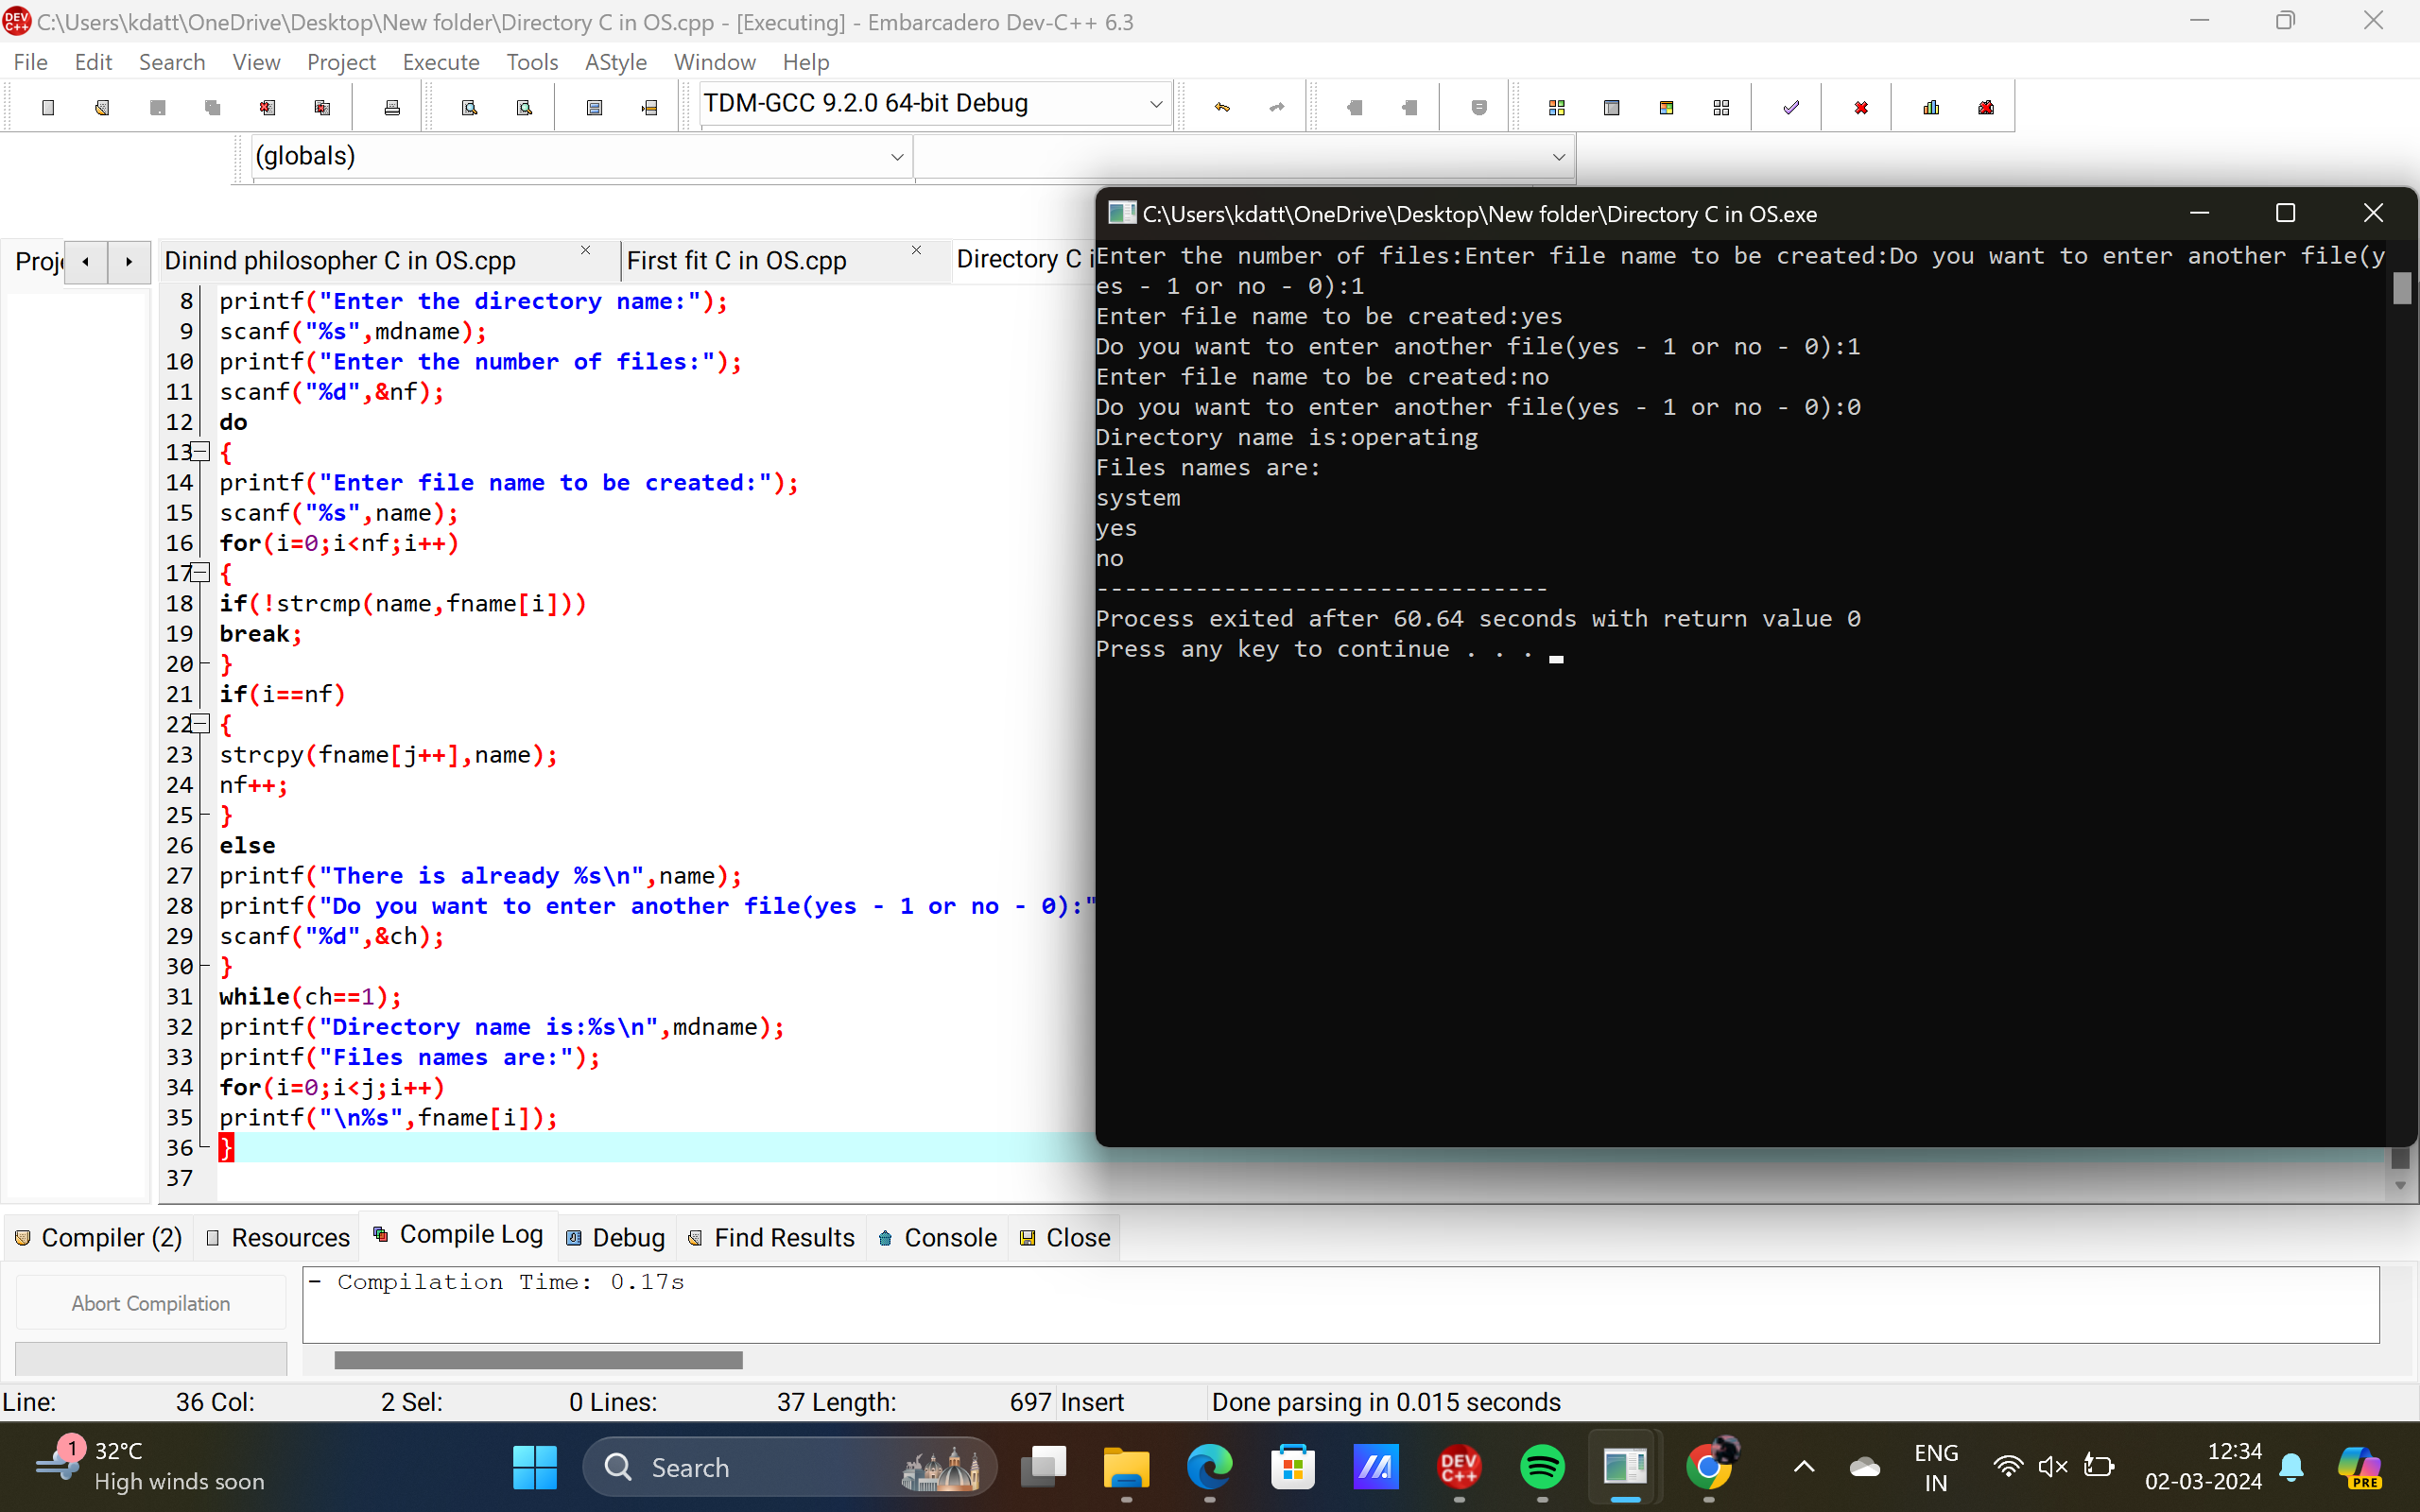 C:\Users\kdatt\OneDrive\Desktop\New folder\Directory C in OS.cpp - [Executing] - Embarcadero Dev-C++ 6.3
File Edit Search View Project Execute Tools AStyle Window Help
TDM-GCC 9.2.0 64-bit Debug
(globals)
Proj
Dinind philosopher C in OS.cpp
First fit C in OS.cpp
Directory C i
8 printf("Enter the directory name:");
9 scanf("%s",mdname);
10 printf("Enter the number of files:");
11 scanf("%d",&nf);
12 do
13 {
14 printf("Enter file name to be created:");
15 scanf("%s",name);
16 for(i=0;i<nf;i++)
17 {
18 if(!strcmp(name,fname[i]))
19 break;
20 }
21 if(i==nf)
22 {
23 strcpy(fname[j++],name);
24 nf++;
25 }
26 else
27 printf("There is already %s\n",name);
28 printf("Do you want to enter another file(yes - 1 or no - 0):"
29 scanf("%d",&ch);
30 }
31 while(ch==1);
32 printf("Directory name is:%s\n",mdname);
33 printf("Files names are:");
34 for(i=0;i<j;i++)
35 printf("\n%s",fname[i]);
36 }
37
C:\Users\kdatt\OneDrive\Desktop\New folder\Directory C in OS.exe
Enter the number of files:Enter file name to be created:Do you want to enter another file(y
es - 1 or no - 0):1
Enter file name to be created:yes
Do you want to enter another file(yes - 1 or no - 0):1
Enter file name to be created:no
Do you want to enter another file(yes - 1 or no - 0):0
Directory name is:operating
Files names are:
system
yes
no
--------------------------------
Process exited after 60.64 seconds with return value 0
Press any key to continue . . .
Compiler (2) Resources Compile Log Debug Find Results Console Close
Abort Compilation
- Compilation Time: 0.17s
Line: 36 Col: 2 Sel: 0 Lines: 37 Length: 697 Insert Done parsing in 0.015 seconds
1
32°C
High winds soon
Search
DEV C++
ENG
IN
12:34
02-03-2024
PRE